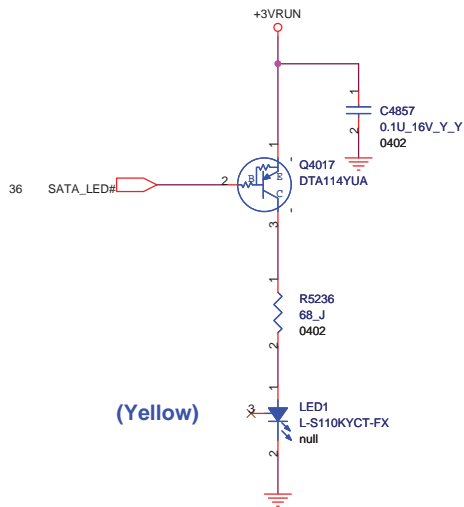 +3VRUN
1
C4857
0.1U_16V_Y_Y
2
0402
1
Q4017
DTA114YUA
36 SATA_LED#
2
B
E
C
3
1
R5236
68_J
0402
2
1
(Yellow)
3
LED1
L-S110KYCT-FX
null
2